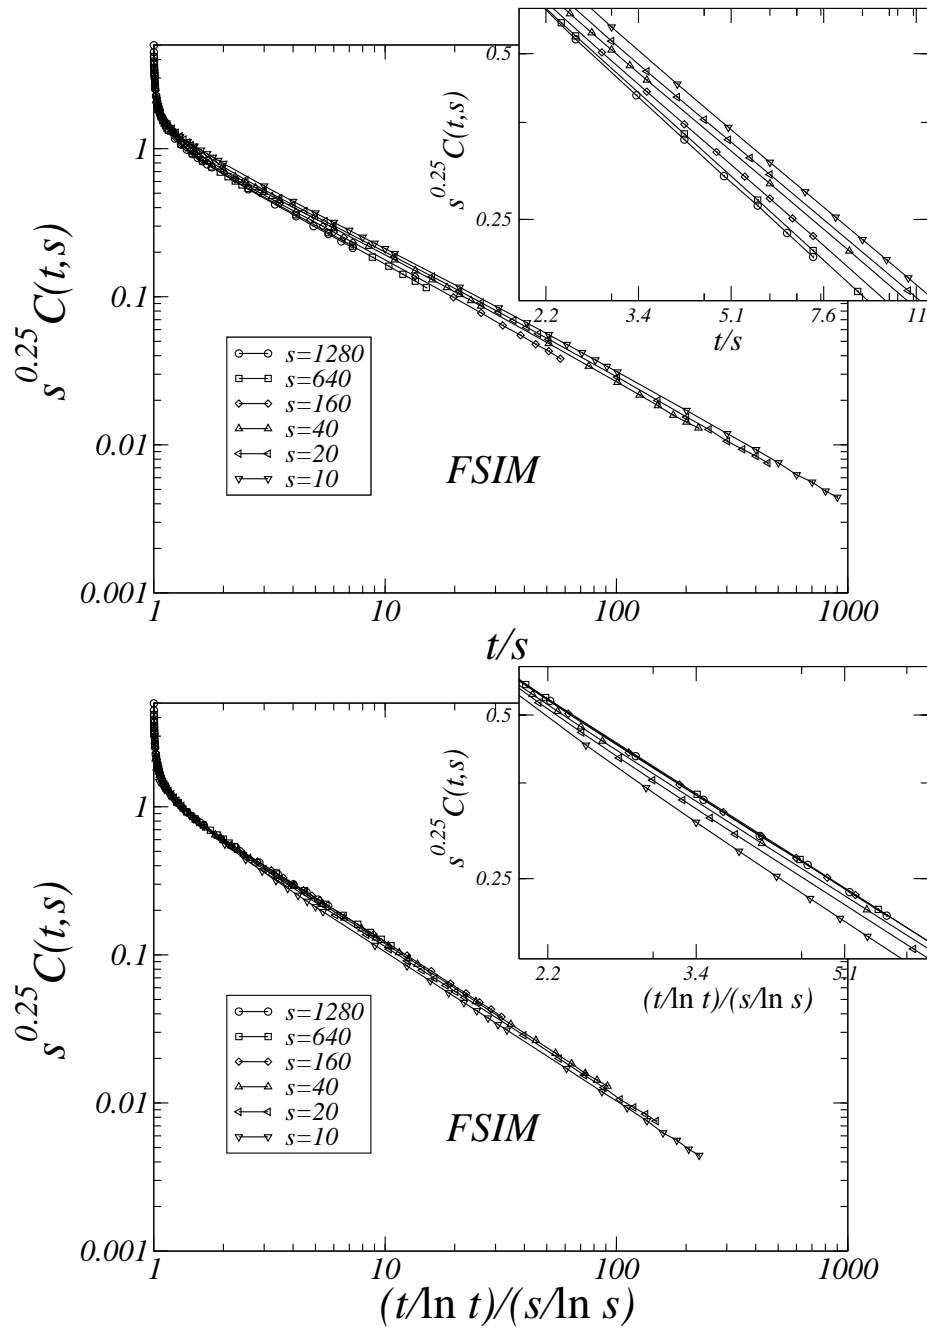 0.5
0.25
s^0.25 C(t,s)
2.2 3.4 5.1 7.6 11
t/s
1
0.1
0.01
0.001
s^0.25 C(t,s)
s=1280
s=640
s=160
s=40
s=20
s=10
FSIM
1 10 100 1000
t/s
0.5
0.25
s^0.25 C(t,s)
2.2 3.4 5.1
(t/ln t)/(s/ln s)
1
0.1
0.01
0.001
s^0.25 C(t,s)
s=1280
s=640
s=160
s=40
s=20
s=10
FSIM
1 10 100 1000
(t/ln t)/(s/ln s)